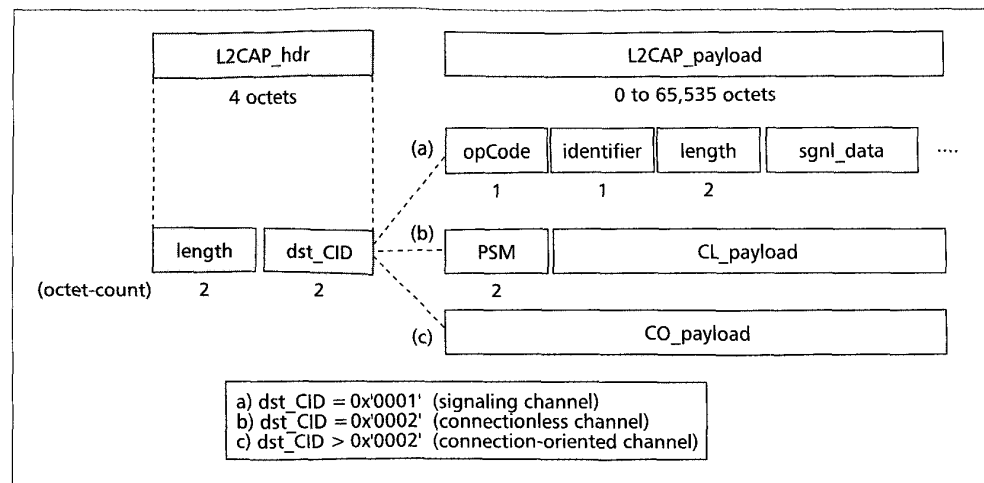 L2CAP_hdr L2CAP_payload
4 octets 0 to 65,535 octets
(a) opCode identifier length sgnl_data ....
1 1 2
(b)
length dst_CID PSM CL_payload
(octet-count) 2 2 2
(c) CO_payload
a) dst_CID = 0x'0001' (signaling channel)
b) dst_CID = 0x'0002' (connectionless channel)
c) dst_CID > 0x'0002' (connection-oriented channel)